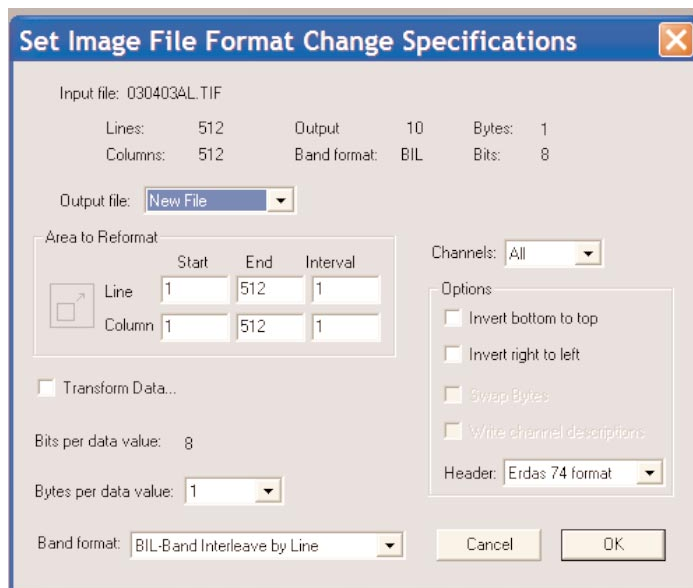 Set Image File Format Change Specifications
Input file: 030403AL.TIF
Lines: 512 Output 10 Bytes: 1
Columns: 512 Band format: BIL Bits: 8
Output file: New File
Area to Reformat
Start End Interval
Line 1 512 1
Column 1 512 1
Channels: All
Options
Invert bottom to top
Invert right to left
Swap Bytes
Write channel descriptions
Header: Erdas 74 format
Transform Data...
Bits per data value: 8
Bytes per data value: 1
Band format: BIL-Band Interleave by Line
Cancel OK